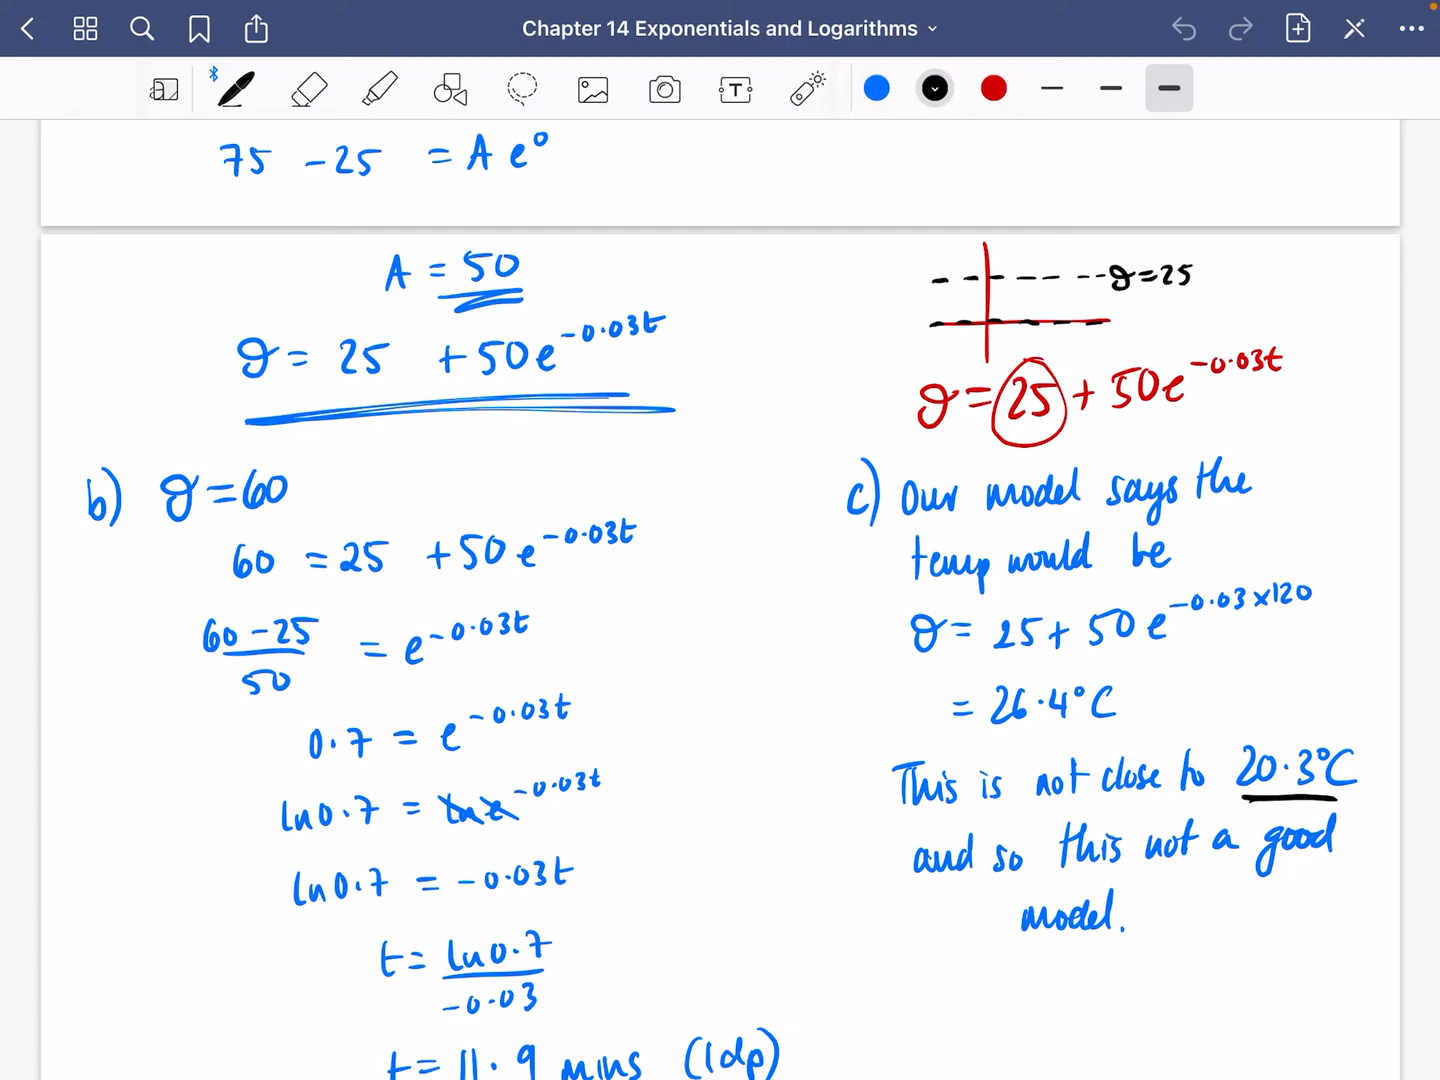 Chapter 14 Exponentials and Logarithms
75 - 25 = A e⁰
A = 50
ϑ = 25 + 50e^-0.03t
b) ϑ = 60
60 = 25 + 50e^-0.03t
60 - 25 / 50 = e^-0.03t
0.7 = e^-0.03t
ln0.7 = ln e^-0.03t
ln0.7 = -0.03t
t = ln0.7 / -0.03
t = 11.9 mins (1dp)
ϑ = 25
ϑ = 25 + 50e^-0.03t
c) Our model says the
temp would be
ϑ = 25 + 50e^-0.03×120
= 26.4°C
This is not close to 20.3°C
and so this not a good
model.